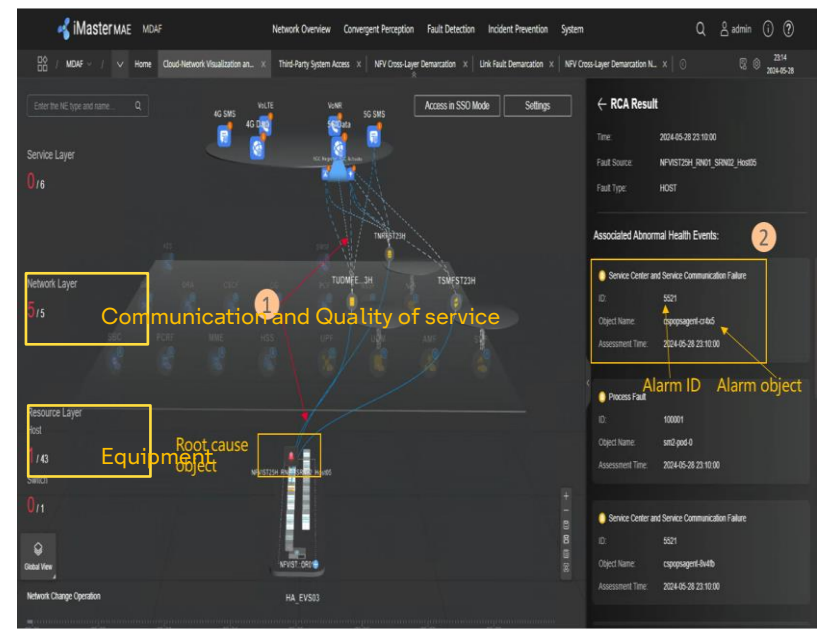 iMaster MAE MDAF
Network Overview Convergent Perception Fault Detection Incident Prevention System
admin
/ MDAF / Home
Cloud-Network Visualization an... x
Third-Party System Access x
NFV Cross-Layer Demarcation x
Link Fault Demarcation x
NFV Cross-Layer Demarcation N... x
23:14
2024-05-28
Enter the NE type and name...
Access in SSO Mode
Settings
4G SMS
VoLTE
4G Data
VoNR
5G Data
5G SMS
Service Layer
0 / 6
TNRFST23H
Network Layer
5 / 5
TUDMFE...3H
TSMFST23H
1
Communication and Quality of service
PCRF MME HSS UPF
AMF
Resource Layer
Host
1 / 43
Equipment
Root cause
object
Switch
0 / 1
Global View
NFVIST
Network Change Operation
HA_EVS03
← RCA Result
Time: 2024-05-28 23:10:00
Fault Source: NFVIST25H_RN01_SRN02_Host05
Fault Type: HOST
Associated Abnormal Health Events:
2
Service Center and Service Communication Failure
ID: 5521
Object Name: cspopsagent-cr4x5
Assessment Time: 2024-05-28 23:10:00
Alarm ID
Alarm object
Process Fault
ID: 100001
Object Name: sm2-pod-0
Assessment Time: 2024-05-28 23:10:00
Service Center and Service Communication Failure
ID: 5521
Object Name: cspopsagent-8v4fb
Assessment Time: 2024-05-28 23:10:00